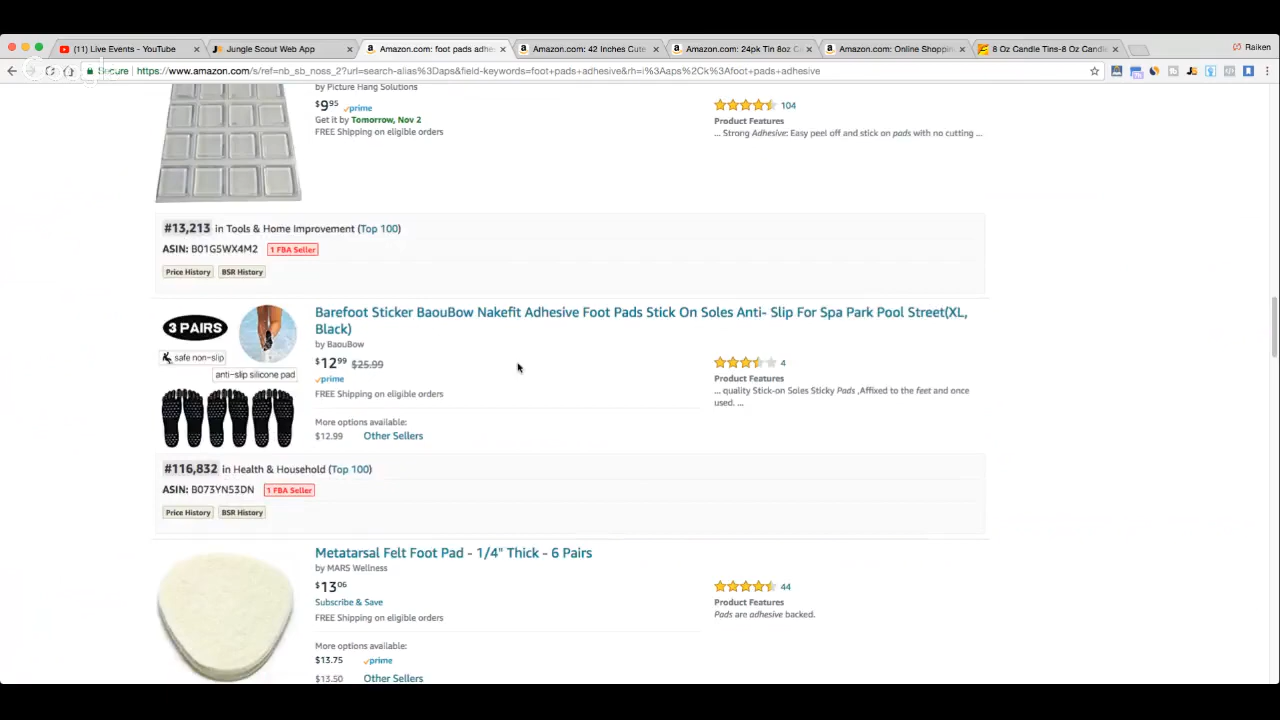 (11) Live Events - YouTube
Jungle Scout Web App
Amazon.com: foot pads adhe
Amazon.com: 42 Inches Cute
Amazon.com: 24pk Tin 8oz C
Amazon.com: Online Shoppin
8 Oz Candle Tins-8 Oz Candle
Raiken
Secure
https://www.amazon.com/s/ref=nb_sb_noss_2?url=search-alias%3Daps&field-keywords=foot+pads+adhesive&rh=i%3Aaps%2Ck%3Afoot+pads+adhesive
by Picture Hang Solutions
$9 95 prime
Get it by Tomorrow, Nov 2
FREE Shipping on eligible orders
104
Product Features
... Strong Adhesive: Easy peel off and stick on pads with no cutting ...
#13,213 in Tools & Home Improvement (Top 100)
ASIN: B01G5WX4M2 1 FBA Seller
Price History BSR History
3 PAIRS
safe non-slip
anti-slip silicone pad
Barefoot Sticker BaouBow Nakefit Adhesive Foot Pads Stick On Soles Anti- Slip For Spa Park Pool Street(XL,
Black)
by BaouBow
$12 99 $25.99
prime
FREE Shipping on eligible orders
More options available:
$12.99 Other Sellers
4
Product Features
... quality Stick-on Soles Sticky Pads ,Affixed to the feet and once
used. ...
#116,832 in Health & Household (Top 100)
ASIN: B073YN53DN 1 FBA Seller
Price History BSR History
Metatarsal Felt Foot Pad - 1/4" Thick - 6 Pairs
by MARS Wellness
$13 06
Subscribe & Save
FREE Shipping on eligible orders
More options available:
$13.75 prime
$13.50 Other Sellers
44
Product Features
Pads are adhesive backed.